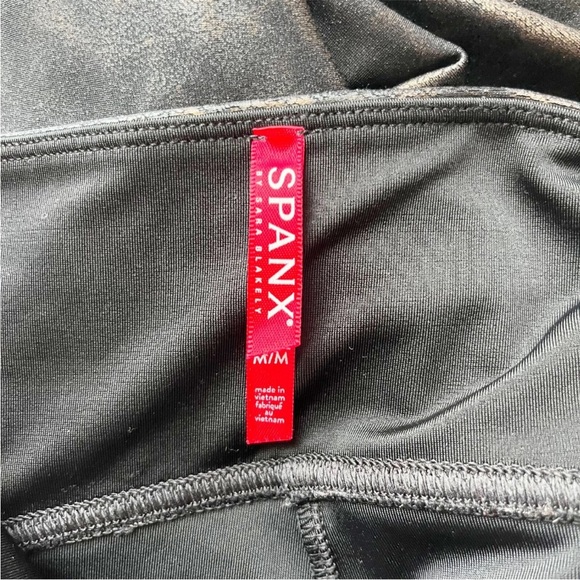 SPANX®
BY SARA BLAKELY
M/M
made in
vietnam
fabriqué
au
vietnam